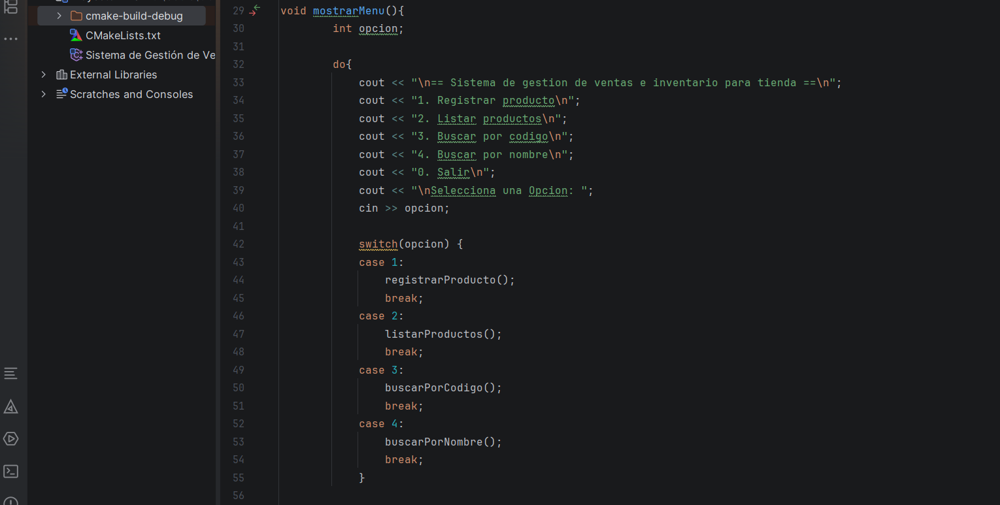 cmake-build-debug
CMakeLists.txt
Sistema de Gestión de Ve
External Libraries
Scratches and Consoles
29 void mostrarMenu(){
30 int opcion;
31
32 do{
33 cout << "\n== Sistema de gestion de ventas e inventario para tienda ==\n";
34 cout << "1. Registrar producto\n";
35 cout << "2. Listar productos\n";
36 cout << "3. Buscar por codigo\n";
37 cout << "4. Buscar por nombre\n";
38 cout << "0. Salir\n";
39 cout << "\nSelecciona una Opcion: ";
40 cin >> opcion;
41
42 switch(opcion) {
43 case 1:
44 registrarProducto();
45 break;
46 case 2:
47 listarProductos();
48 break;
49 case 3:
50 buscarPorCodigo();
51 break;
52 case 4:
53 buscarPorNombre();
54 break;
55 }
56